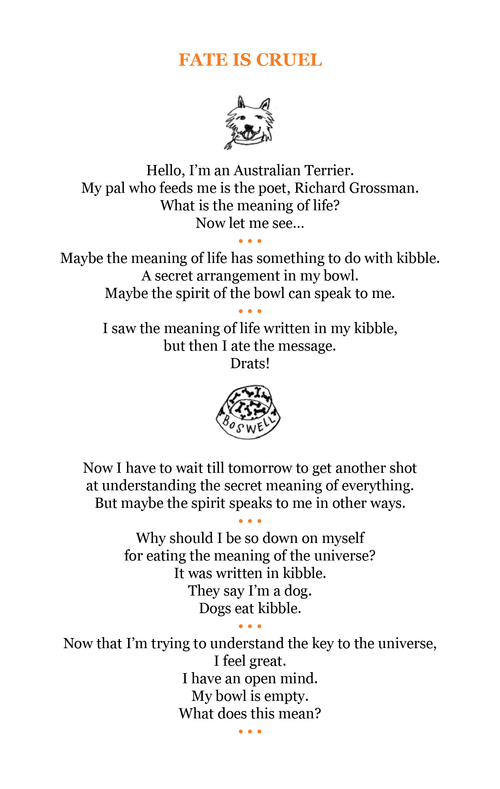 FATE IS CRUEL
Hello, I’m an Australian Terrier.
My pal who feeds me is the poet, Richard Grossman.
What is the meaning of life?
Now let me see...
• • •
Maybe the meaning of life has something to do with kibble.
A secret arrangement in my bowl.
Maybe the spirit of the bowl can speak to me.
• • •
I saw the meaning of life written in my kibble,
but then I ate the message.
Drats!
BOSWELL
Now I have to wait till tomorrow to get another shot
at understanding the secret meaning of everything.
But maybe the spirit speaks to me in other ways.
• • •
Why should I be so down on myself
for eating the meaning of the universe?
It was written in kibble.
They say I’m a dog.
Dogs eat kibble.
• • •
Now that I’m trying to understand the key to the universe,
I feel great.
I have an open mind.
My bowl is empty.
What does this mean?
• • •